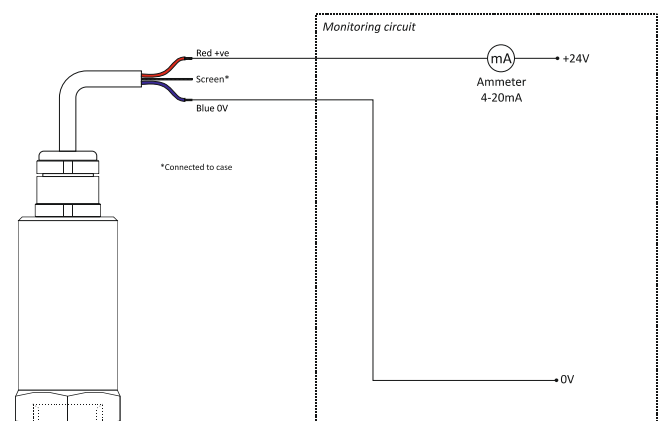 Monitoring circuit
Red +ve
mA
+24V
Screen*
Ammeter
4-20mA
Blue 0V
*Connected to case
0V